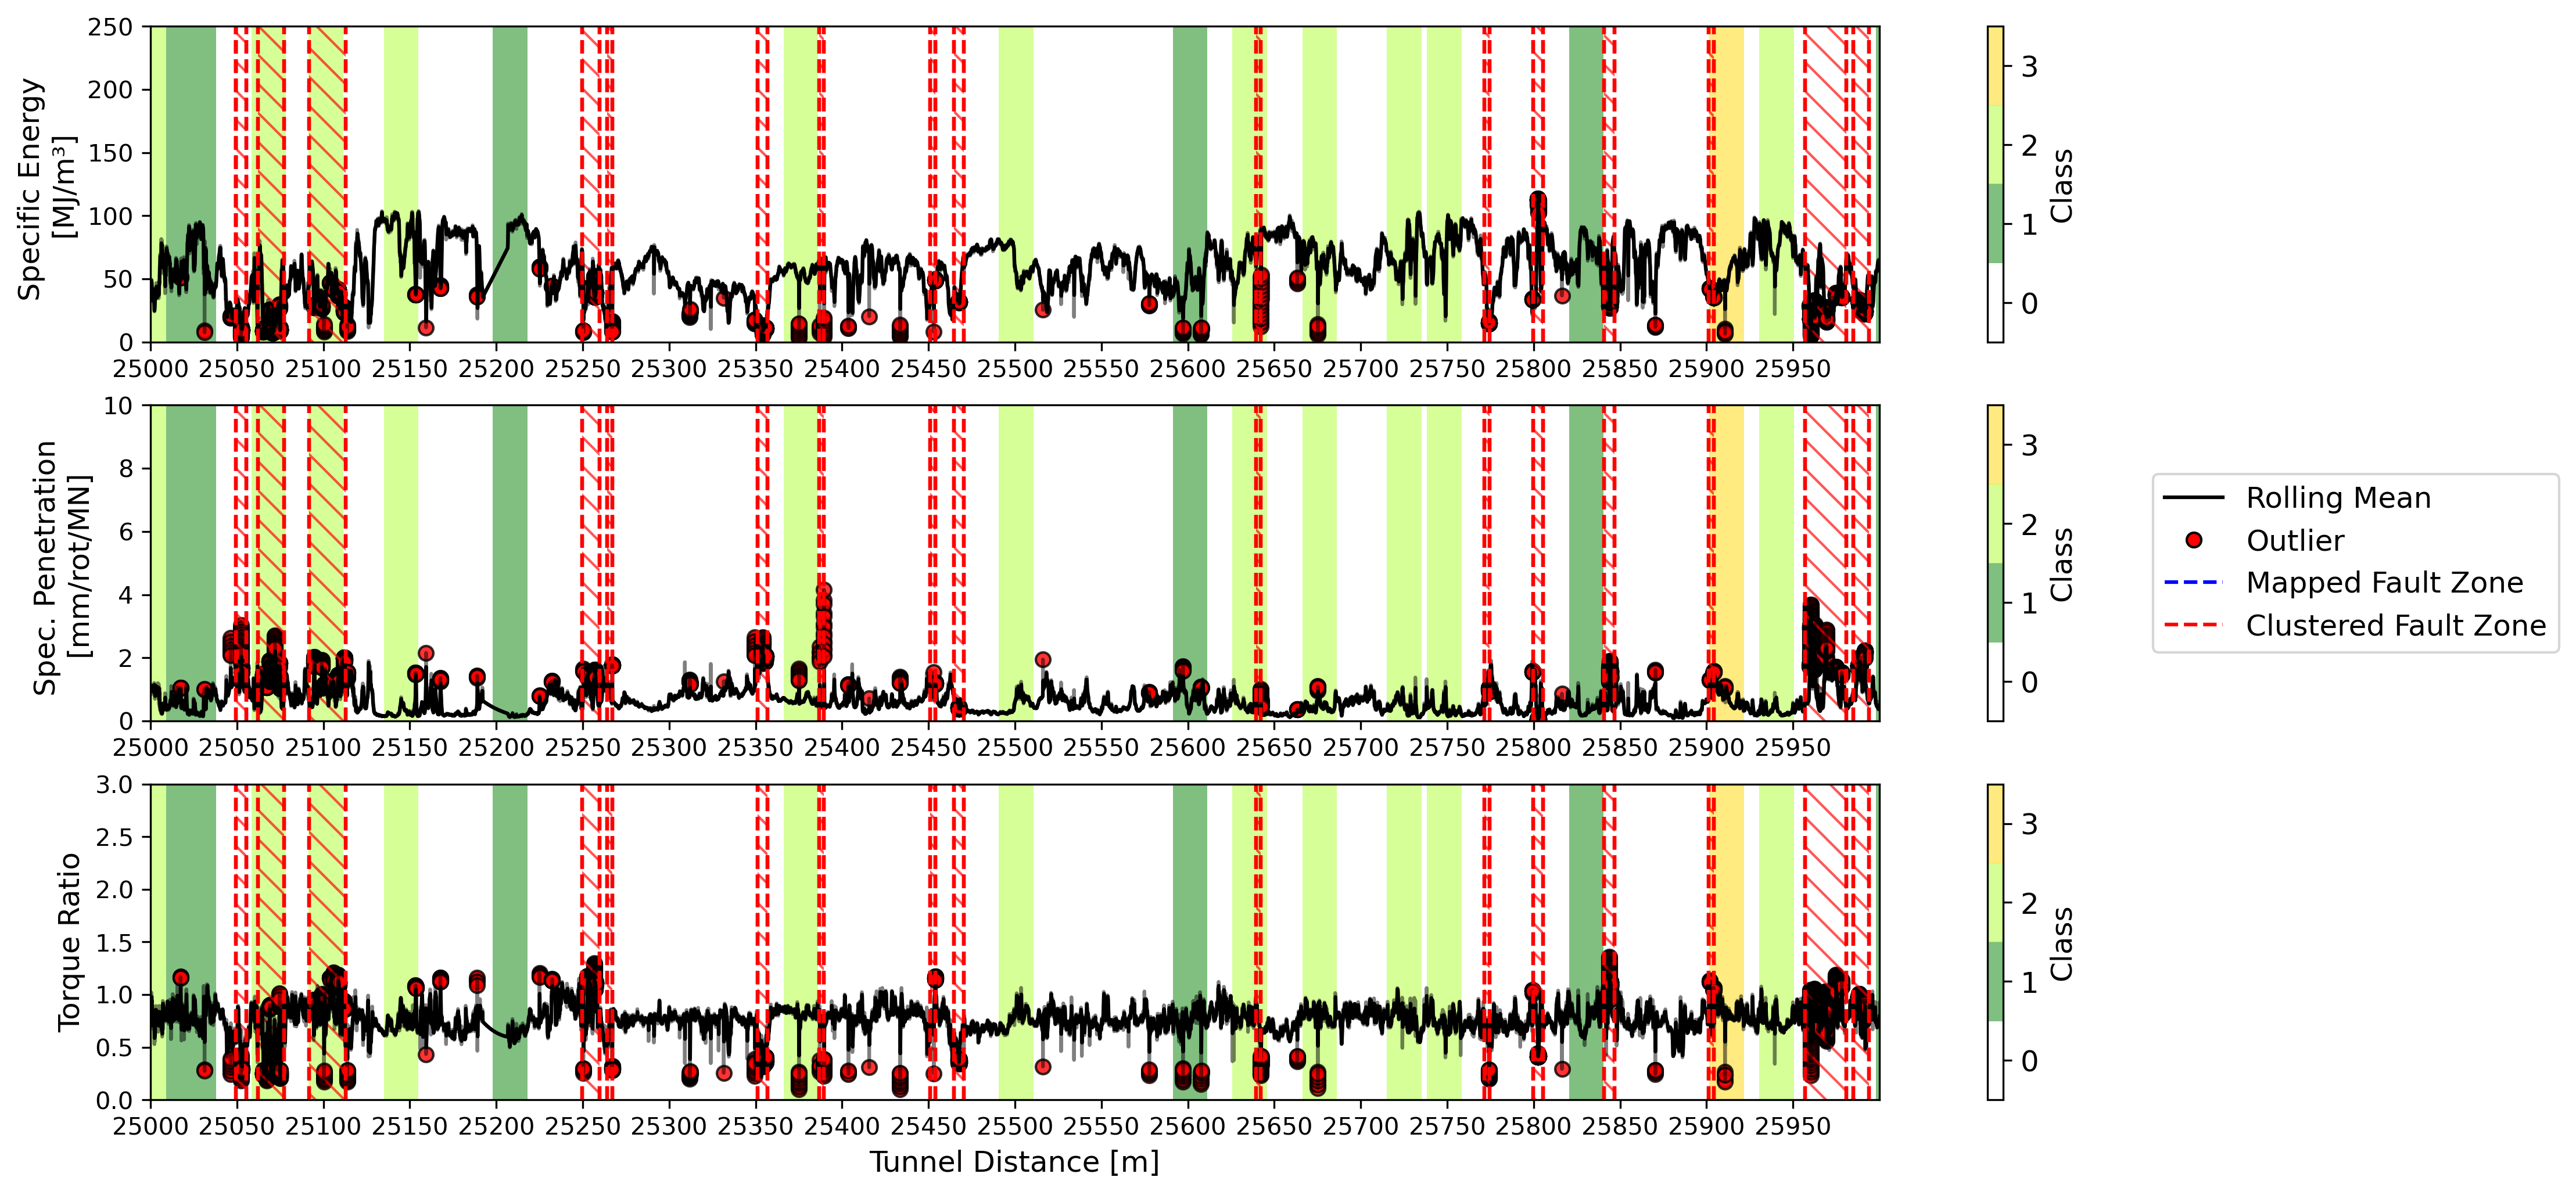 250
200
150
100
50
0
Specific Energy
[MJ/m³]
25000 25050 25100 25150 25200 25250 25300 25350 25400 25450 25500 25550 25600 25650 25700 25750 25800 25850 25900 25950
3
2
1
0
Class
10
8
6
4
2
0
Spec. Penetration
[mm/rot/MN]
25000 25050 25100 25150 25200 25250 25300 25350 25400 25450 25500 25550 25600 25650 25700 25750 25800 25850 25900 25950
3
2
1
0
Class
Rolling Mean
Outlier
Mapped Fault Zone
Clustered Fault Zone
3.0
2.5
2.0
1.5
1.0
0.5
0.0
Torque Ratio
25000 25050 25100 25150 25200 25250 25300 25350 25400 25450 25500 25550 25600 25650 25700 25750 25800 25850 25900 25950
Tunnel Distance [m]
3
2
1
0
Class